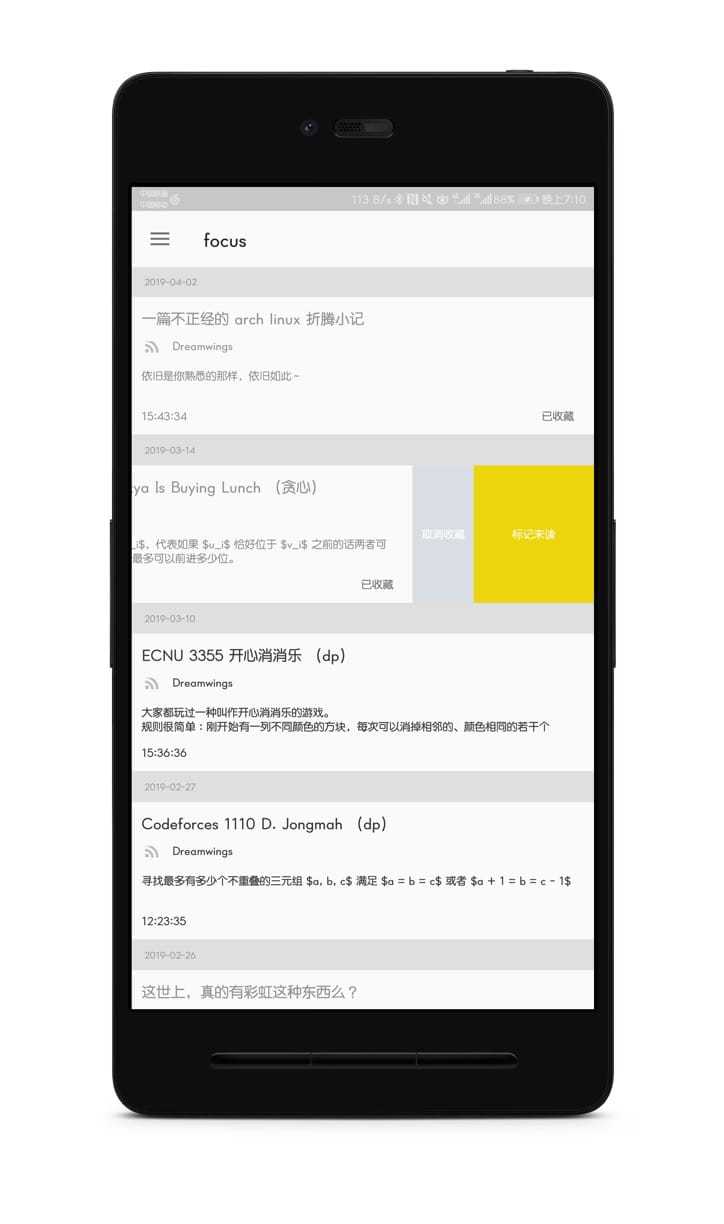 113 B/s 88% 晚上7:10
focus
2019-04-02
一篇不正经的 arch linux 折腾小记
Dreamwings
依旧是你熟悉的那样，依旧如此~
15:43:34 已收藏
2019-03-14
ya Is Buying Lunch （贪心）
_i$，代表如果 $u_i$ 恰好位于 $v_i$ 之前的话两者可
最多可以前进多少位。
已收藏
取消收藏
标记未读
2019-03-10
ECNU 3355 开心消消乐 （dp）
Dreamwings
大家都玩过一种叫作开心消消乐的游戏。
规则很简单：刚开始有一列不同颜色的方块，每次可以消掉相邻的、颜色相同的若干个
15:36:36
2019-02-27
Codeforces 1110 D. Jongmah （dp）
Dreamwings
寻找最多有多少个不重叠的三元组 $a, b, c$ 满足 $a = b = c$ 或者 $a + 1 = b = c - 1$
12:23:35
2019-02-26
这世上，真的有彩虹这种东西么？